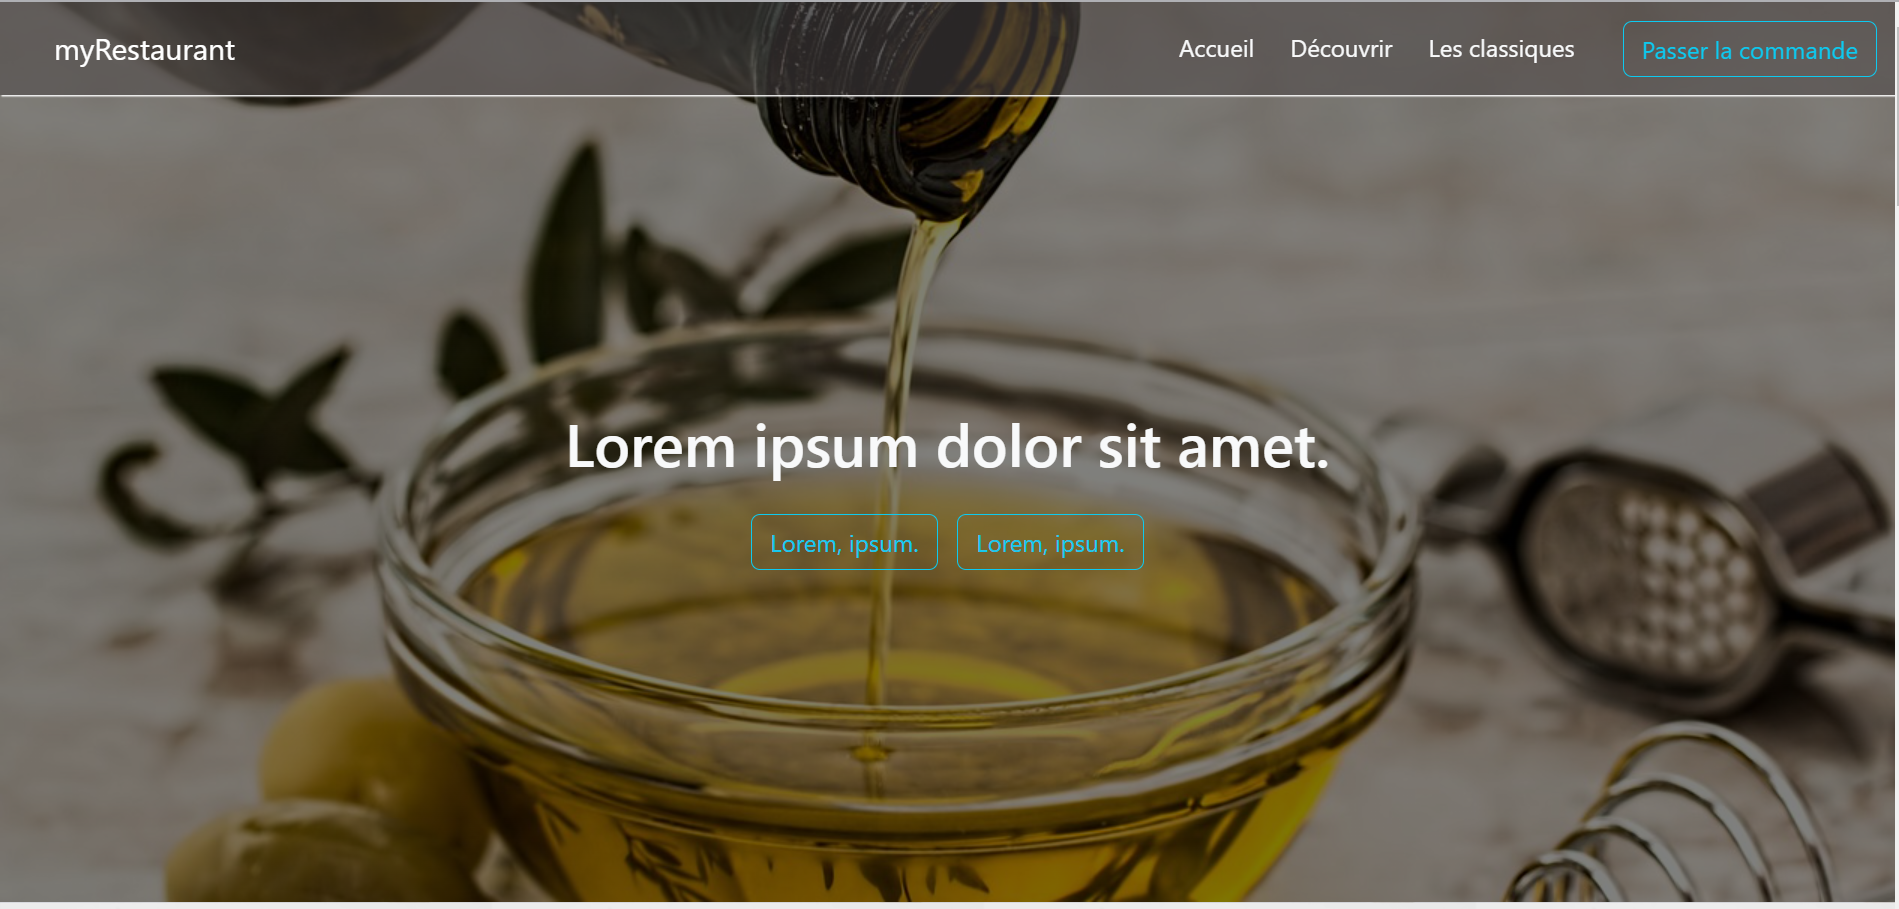 myRestaurant
Accueil Découvrir Les classiques Passer la commande
Lorem ipsum dolor sit amet.
Lorem, ipsum. Lorem, ipsum.